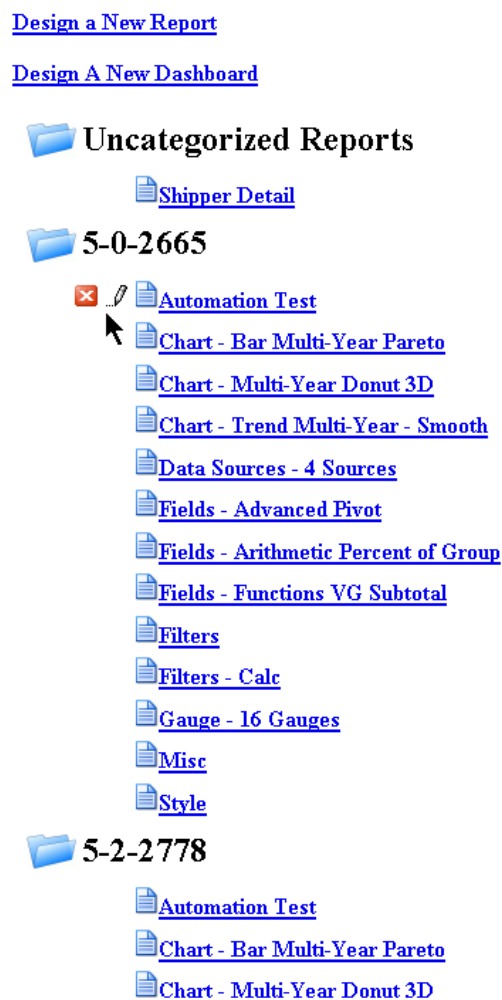 Design a New Report
Design A New Dashboard
Uncategorized Reports
Shipper Detail
5-0-2665
Automation Test
Chart - Bar Multi-Year Pareto
Chart - Multi-Year Donut 3D
Chart - Trend Multi-Year - Smooth
Data Sources - 4 Sources
Fields - Advanced Pivot
Fields - Arithmetic Percent of Group
Fields - Functions VG Subtotal
Filters
Filters - Calc
Gauge - 16 Gauges
Misc
Style
5-2-2778
Automation Test
Chart - Bar Multi-Year Pareto
Chart - Multi-Year Donut 3D